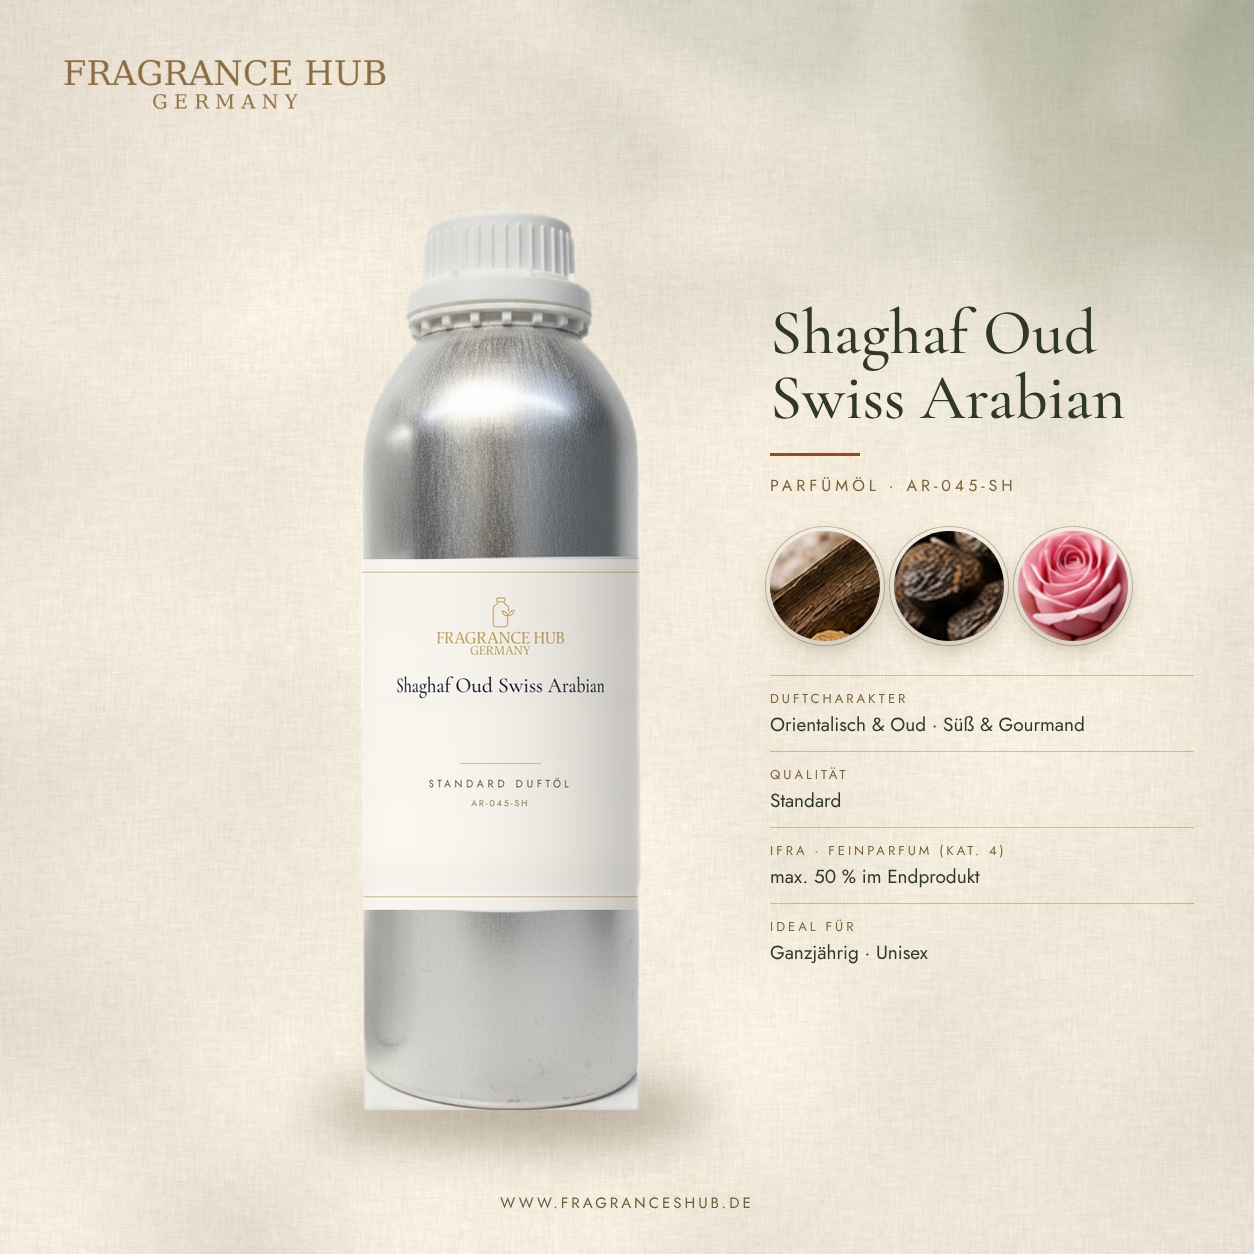 FRAGRANCE HUB
GERMANY
Shaghaf Oud
Swiss Arabian
PARFÜMÖL · AR-045-SH
FRAGRANCE HUB
GERMANY
Shaghaf Oud Swiss Arabian
STANDARD DUFTÖL
AR-045-SH
DUFTCHARAKTER
Orientalisch & Oud · Süß & Gourmand
QUALITÄT
Standard
IFRA · FEINPARFUM (KAT. 4)
max. 50 % im Endprodukt
IDEAL FÜR
Ganzjährig · Unisex
WWW.FRAGRANCESHUB.DE